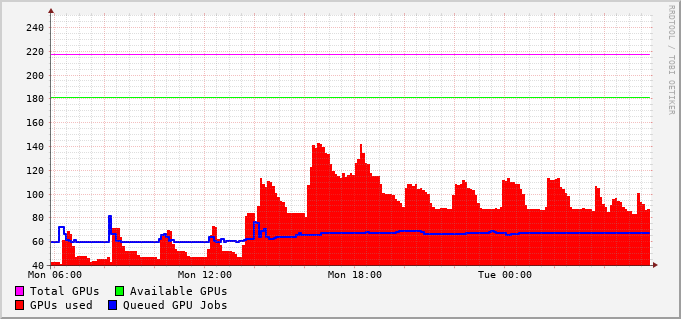 240
220
200
180
160
140
120
100
80
60
40
Mon 06:00 Mon 12:00 Mon 18:00 Tue 00:00
Total GPUs Available GPUs
GPUs used Queued GPU Jobs
RRDTOOL / TOBI OETIKER